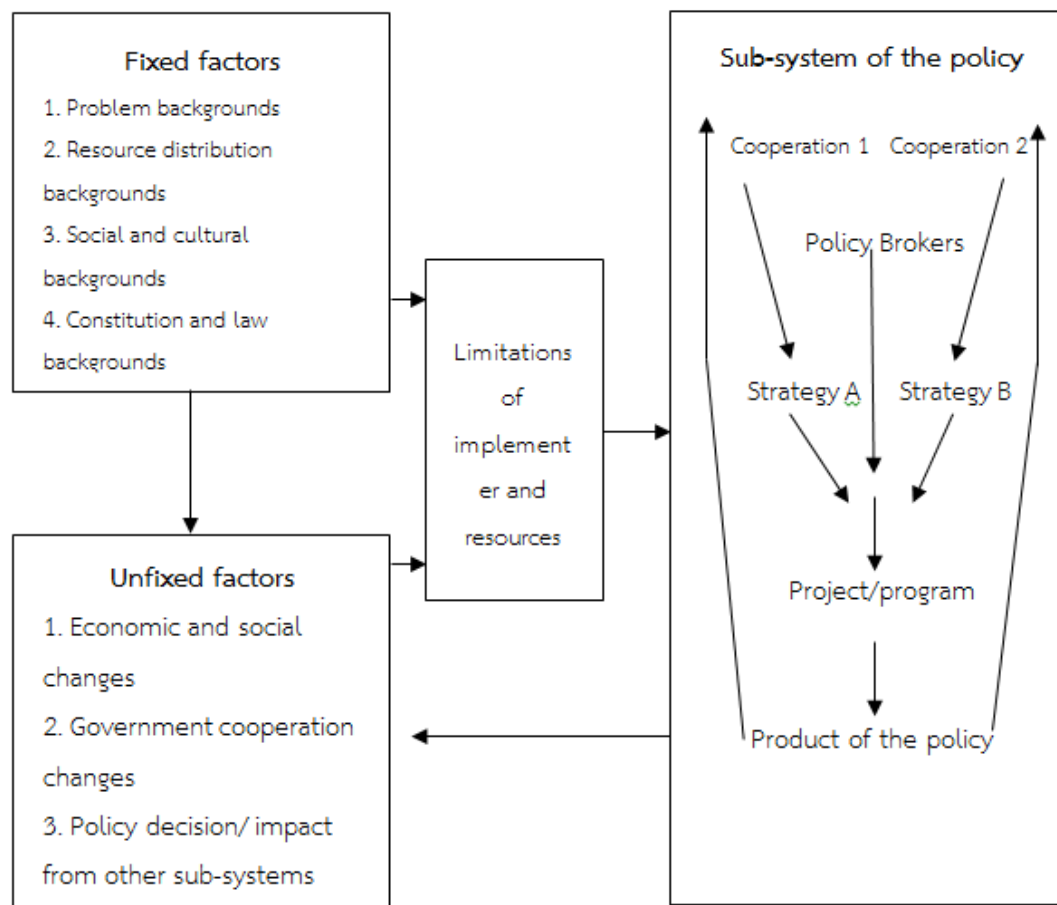 Fixed factors
1. Problem backgrounds
2. Resource distribution
backgrounds
3. Social and cultural
backgrounds
4. Constitution and law
backgrounds
Unfixed factors
1. Economic and social
changes
2. Government cooperation
changes
3. Policy decision/ impact
from other sub-systems
Limitations
of
implement
er and
resources
Sub-system of the policy
Cooperation 1 Cooperation 2
Policy Brokers
Strategy A Strategy B
Project/program
Product of the policy